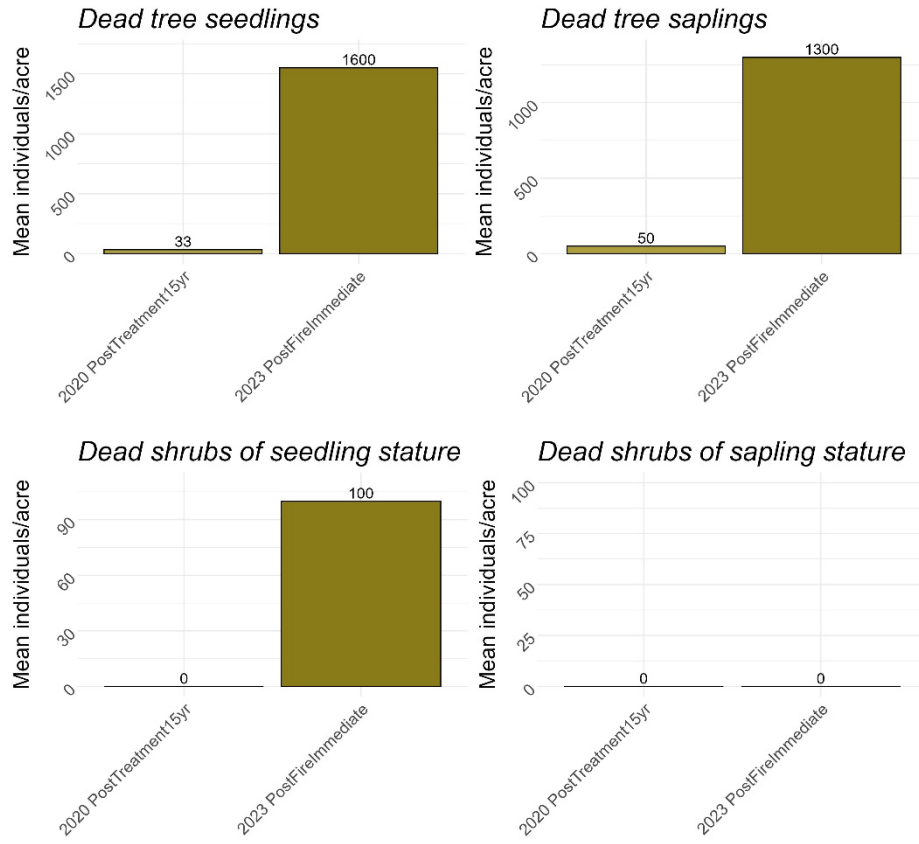 Dead tree seedlings
Mean individuals/acre
1500
1000
500
0
33
1600
2020 PostTreatment15yr
2023 PostFireImmediate
Dead tree saplings
Mean individuals/acre
1000
500
0
50
1300
2020 PostTreatment15yr
2023 PostFireImmediate
Dead shrubs of seedling stature
Mean individuals/acre
90
60
30
0
0
100
2020 PostTreatment15yr
2023 PostFireImmediate
Dead shrubs of sapling stature
Mean individuals/acre
100
75
50
25
0
0
0
2020 PostTreatment15yr
2023 PostFireImmediate